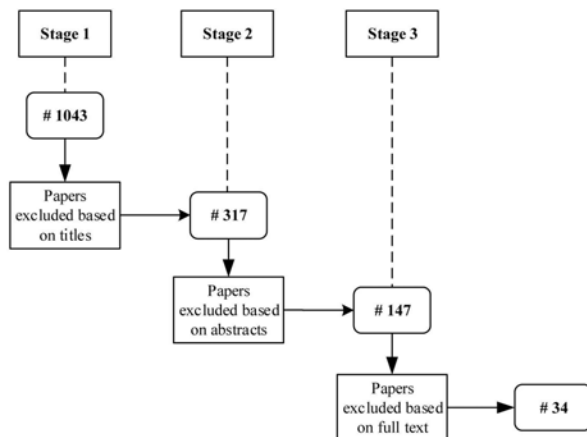 Stage 1
Stage 2
Stage 3
# 1043
Papers
excluded based
on titles
# 317
Papers
excluded based
on abstracts
# 147
Papers
excluded based
on full text
# 34